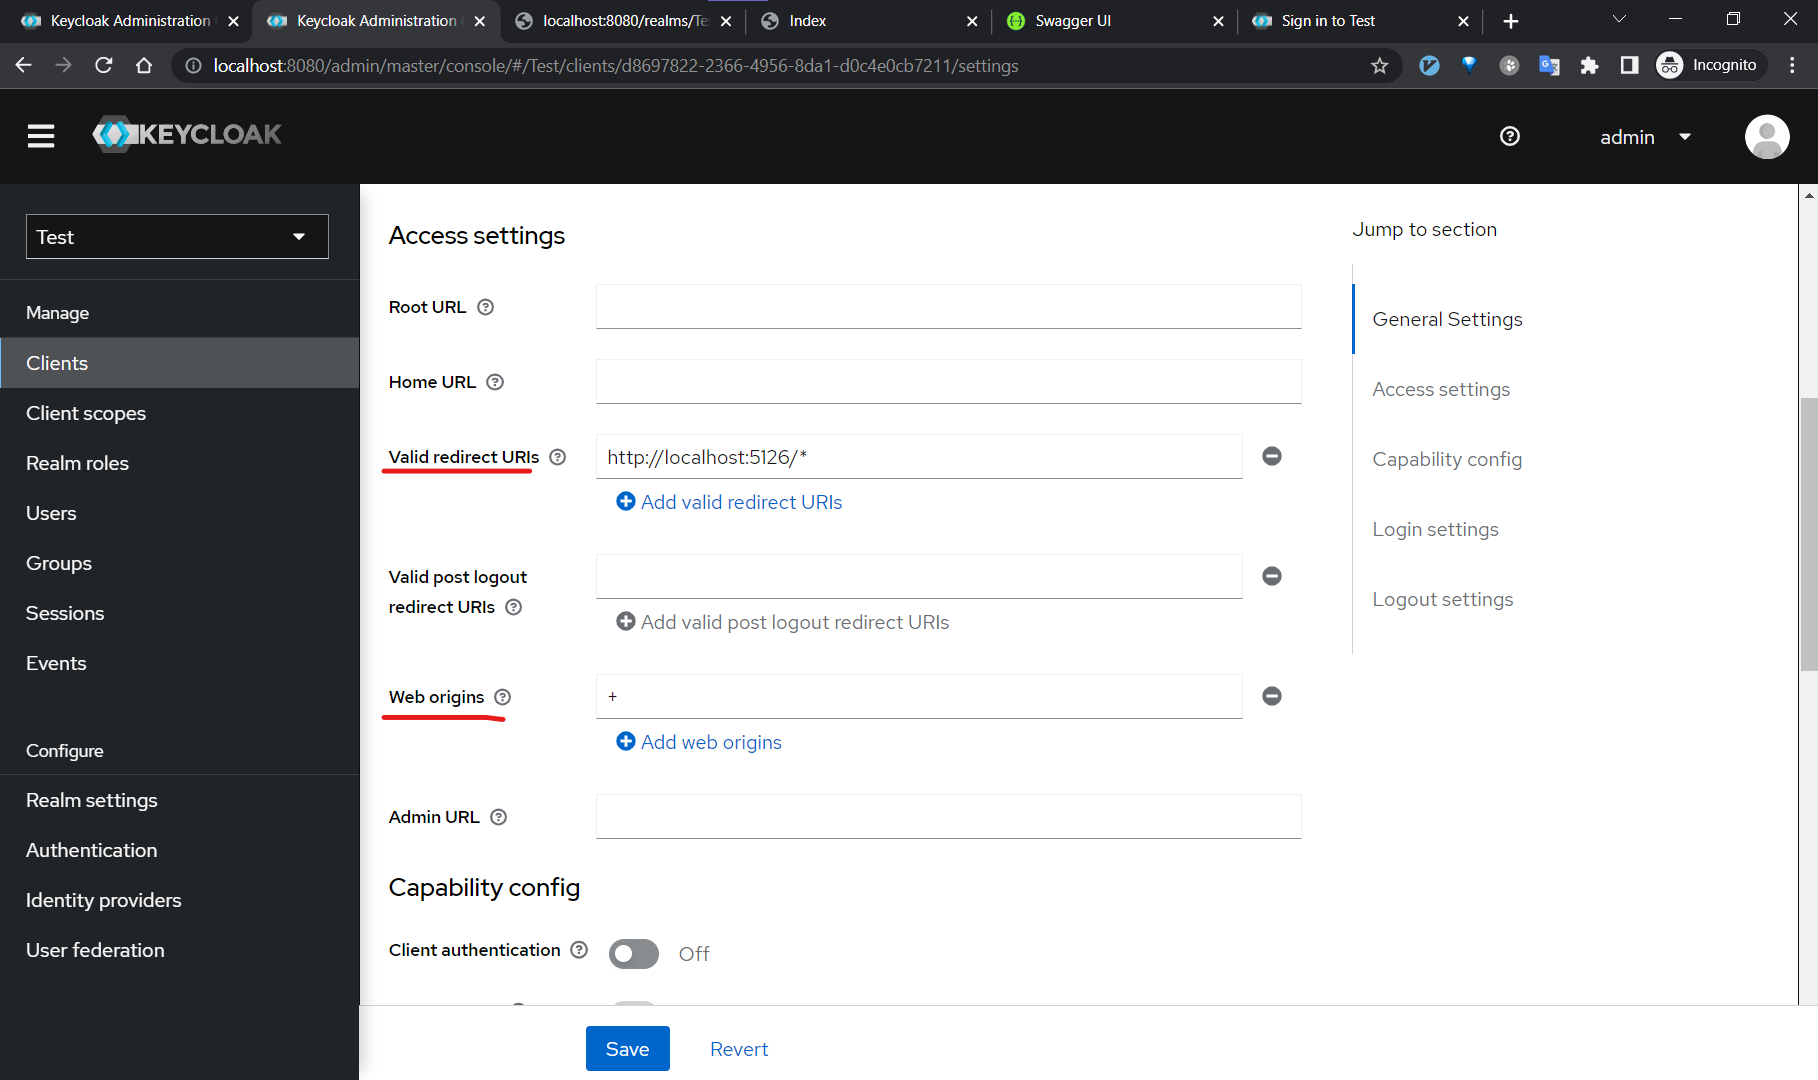 Keycloak Administration
Keycloak Administration
localhost:8080/realms/Te
Index
Swagger UI
Sign in to Test
localhost:8080/admin/master/console/#/Test/clients/d8697822-2366-4956-8da1-d0c4e0cb7211/settings
Incognito
KEYCLOAK
admin
Test
Manage
Clients
Client scopes
Realm roles
Users
Groups
Sessions
Events
Configure
Realm settings
Authentication
Identity providers
User federation
Access settings
Root URL
Home URL
Valid redirect URIs
http://localhost:5126/*
Add valid redirect URIs
Valid post logout
redirect URIs
Add valid post logout redirect URIs
Web origins
+
Add web origins
Admin URL
Capability config
Client authentication
Off
Save
Revert
Jump to section
General Settings
Access settings
Capability config
Login settings
Logout settings